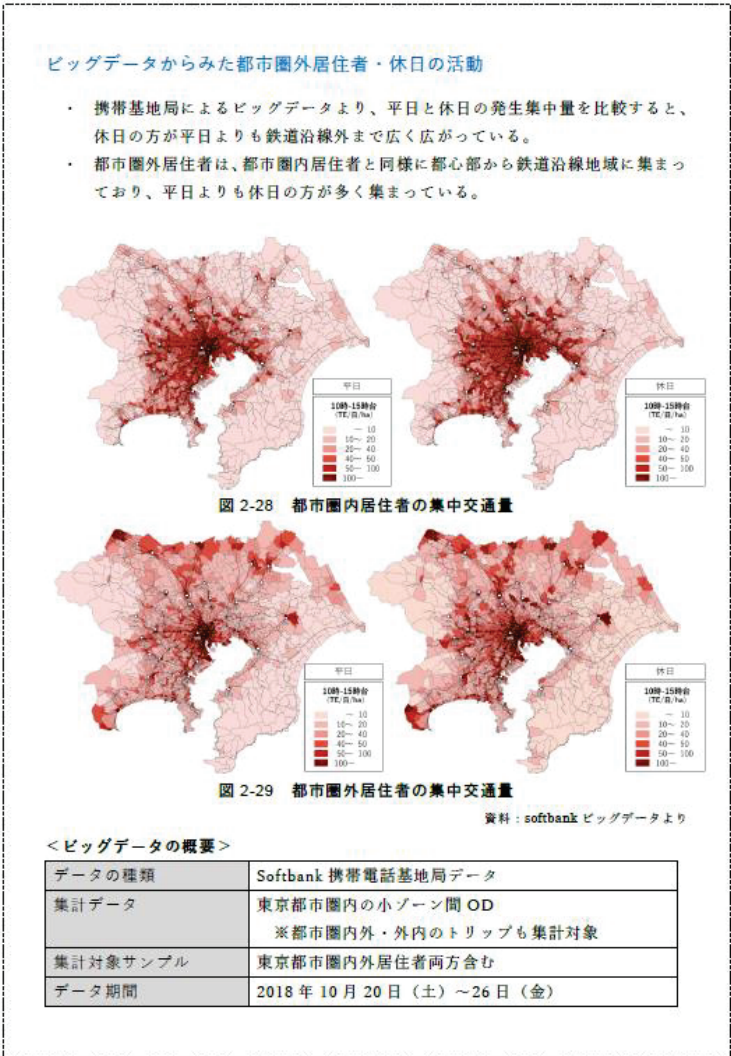 ビッグデータからみた都市圏外居住者・休日の活動
・ 携帯基地局によるビッグデータより、平日と休日の発生集中量を比較すると、
休日の方が平日よりも鉄道沿線外まで広く広がっている。
・ 都市圏外居住者は、都市圏内居住者と同様に都心部から鉄道沿線地域に集まっ
ており、平日よりも休日の方が多く集まっている。
平日
10時-15時台
(TE/日/ha)
～ 10
10～ 20
20～ 40
40～ 50
50～ 100
100～
休日
10時-15時台
(TE/日/ha)
～ 10
10～ 20
20～ 40
40～ 50
50～ 100
100～
図 2-28 都市圏内居住者の集中交通量
平日
10時-15時台
(TE/日/ha)
～ 10
10～ 20
20～ 40
40～ 50
50～ 100
100～
休日
10時-15時台
(TE/日/ha)
～ 10
10～ 20
20～ 40
40～ 50
50～ 100
100～
図 2-29 都市圏外居住者の集中交通量
資料：softbank ビッグデータより
＜ビッグデータの概要＞
データの種類 Softbank 携帯電話基地局データ
集計データ 東京都市圏内の小ゾーン間 OD
※都市圏内外・外内のトリップも集計対象
集計対象サンプル 東京都市圏内外居住者両方含む
データ期間 2018 年 10 月 20 日（土）～26 日（金）